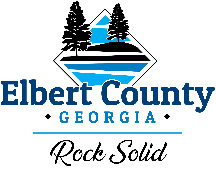 Elbert County
• GEORGIA •
Rock Solid